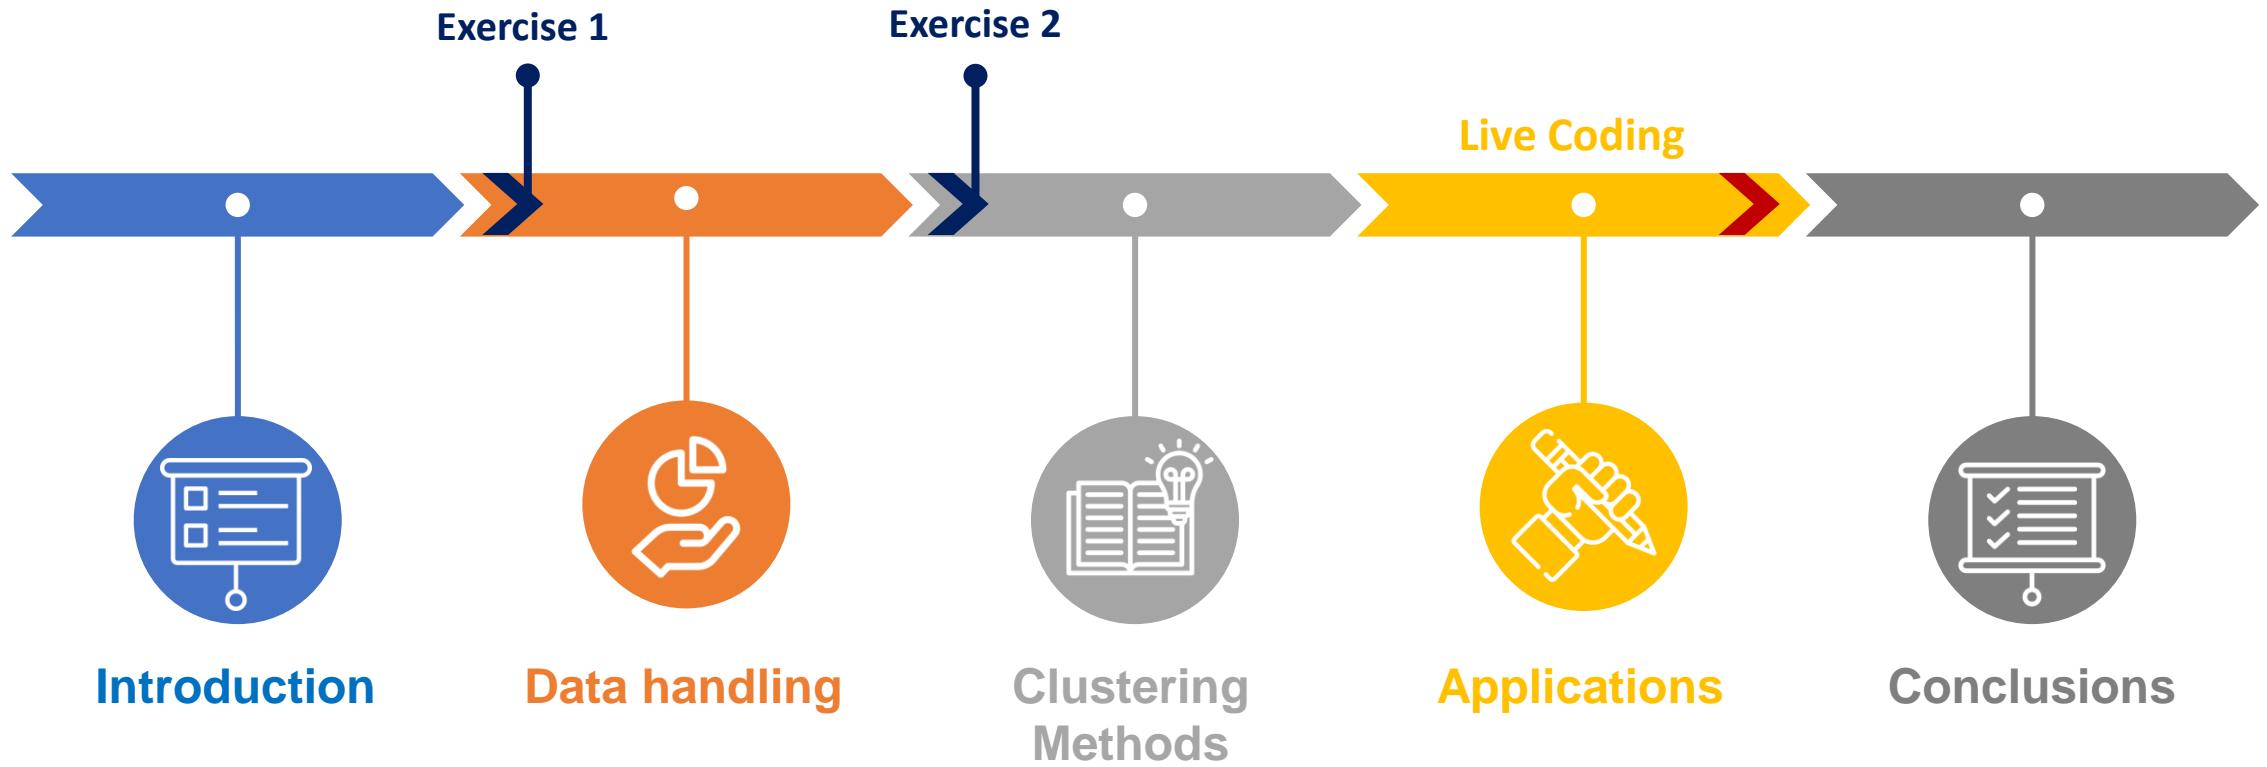 Exercise 1
Exercise 2
Live Coding
Introduction
Data handling
Clustering
Methods
Applications
Conclusions